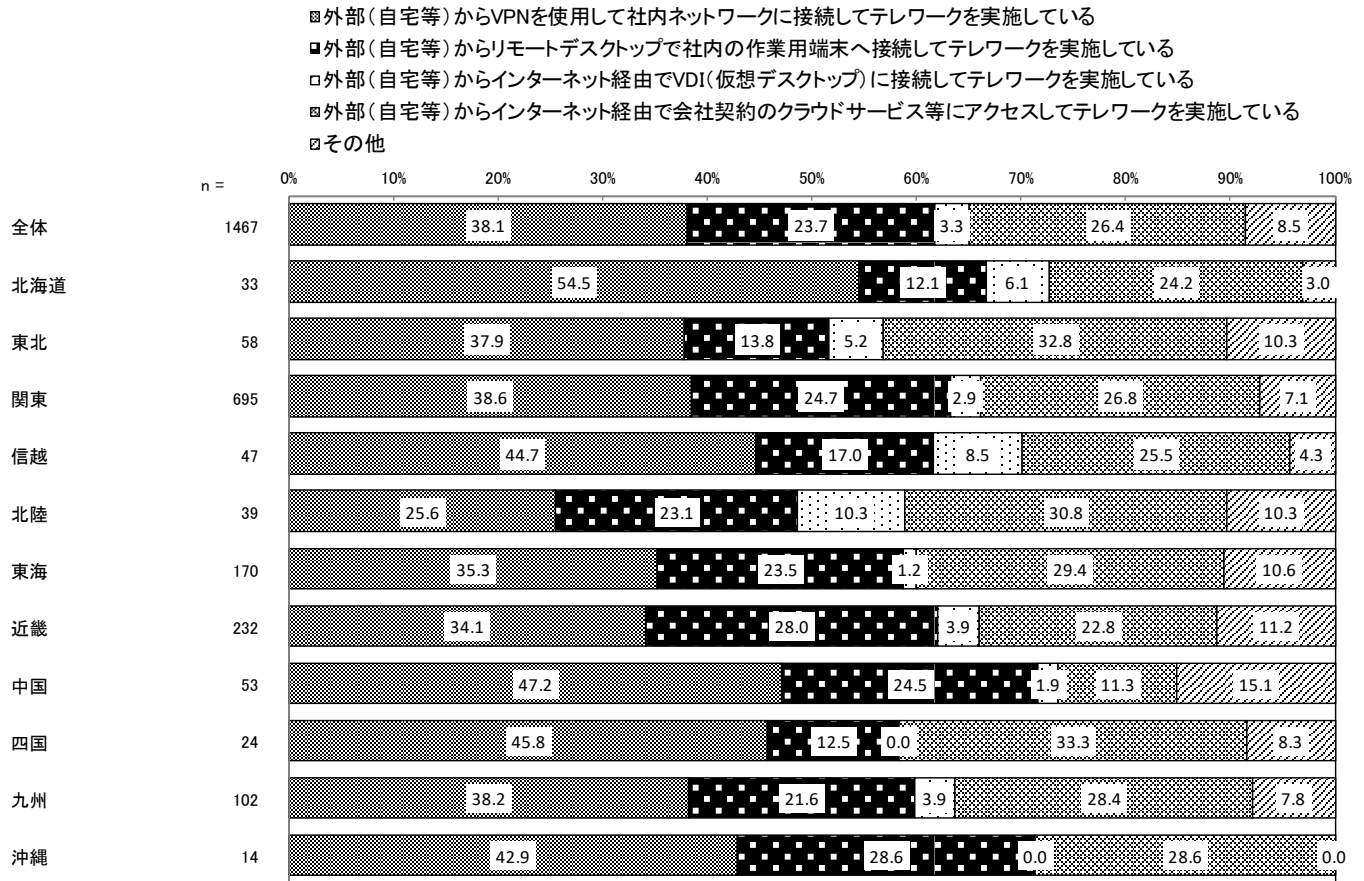 外部(自宅等)からVPNを使用して社内ネットワークに接続してテレワークを実施している
外部(自宅等)からリモートデスクトップで社内の作業用端末へ接続してテレワークを実施している
外部(自宅等)からインターネット経由でVDI(仮想デスクトップ)に接続してテレワークを実施している
外部(自宅等)からインターネット経由で会社契約のクラウドサービス等にアクセスしてテレワークを実施している
その他
n = 0% 10% 20% 30% 40% 50% 60% 70% 80% 90% 100%
全体 1467 38.1 23.7 3.3 26.4 8.5
北海道 33 54.5 12.1 6.1 24.2 3.0
東北 58 37.9 13.8 5.2 32.8 10.3
関東 695 38.6 24.7 2.9 26.8 7.1
信越 47 44.7 17.0 8.5 25.5 4.3
北陸 39 25.6 23.1 10.3 30.8 10.3
東海 170 35.3 23.5 1.2 29.4 10.6
近畿 232 34.1 28.0 3.9 22.8 11.2
中国 53 47.2 24.5 1.9 11.3 15.1
四国 24 45.8 12.5 0.0 33.3 8.3
九州 102 38.2 21.6 3.9 28.4 7.8
沖縄 14 42.9 28.6 0.0 28.6 0.0